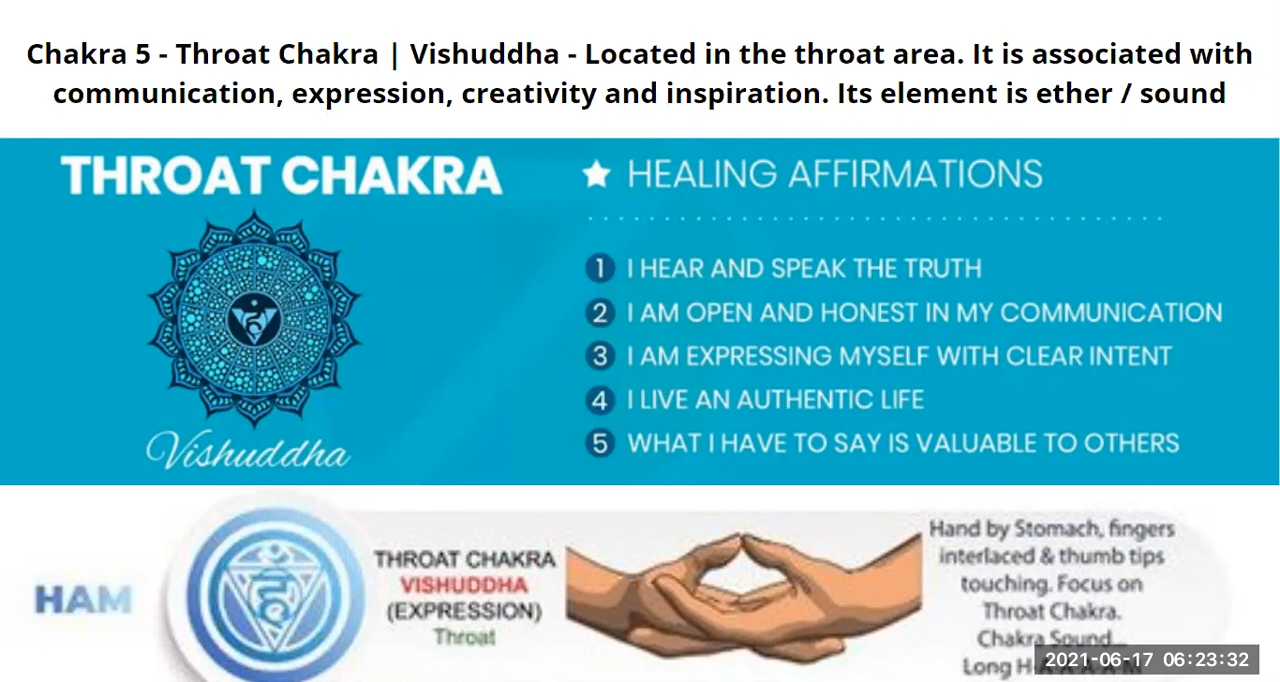 Chakra 5 - Throat Chakra | Vishuddha - Located in the throat area. It is associated with
communication, expression, creativity and inspiration. Its element is ether / sound
THROAT CHAKRA
Vishuddha
★ HEALING AFFIRMATIONS
1 I HEAR AND SPEAK THE TRUTH
2 I AM OPEN AND HONEST IN MY COMMUNICATION
3 I AM EXPRESSING MYSELF WITH CLEAR INTENT
4 I LIVE AN AUTHENTIC LIFE
5 WHAT I HAVE TO SAY IS VALUABLE TO OTHERS
HAM
THROAT CHAKRA
VISHUDDHA
(EXPRESSION)
Throat
Hand by Stomach, fingers
interlaced & thumb tips
touching. Focus on
Throat Chakra.
Chakra Sound...
Long
2021-06-17 06:23:32